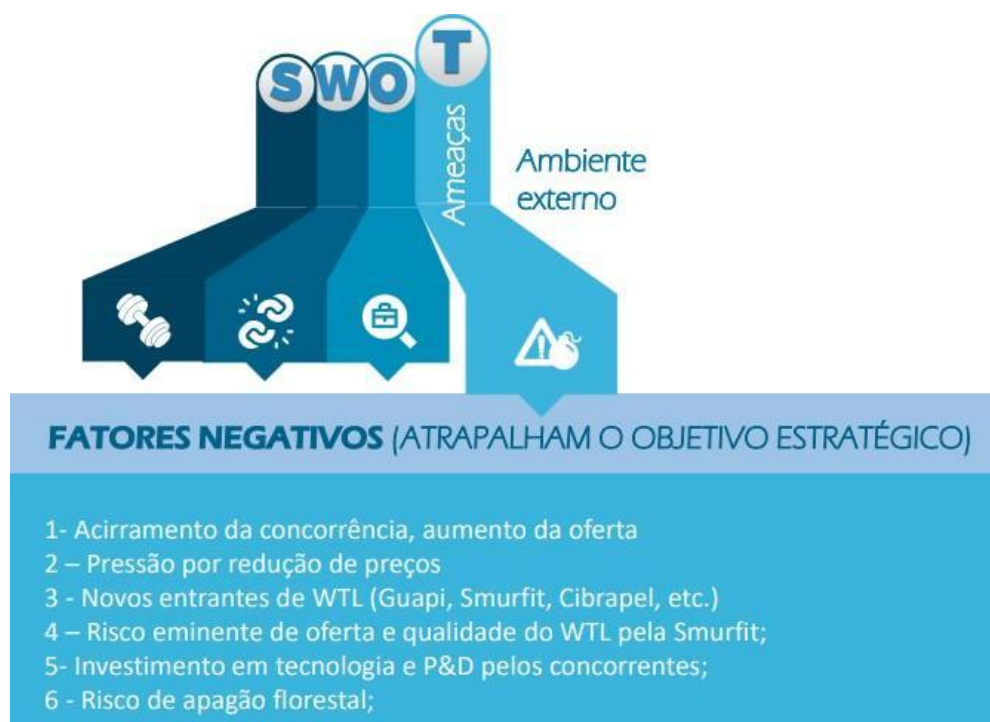 SWOT
Ameaças
Ambiente
externo
FATORES NEGATIVOS (ATRAPALHAM O OBJETIVO ESTRATÉGICO)
1- Acirramento da concorrência, aumento da oferta
2 – Pressão por redução de preços
3 - Novos entrantes de WTL (Guapi, Smurfit, Cibrapel, etc.)
4 – Risco eminente de oferta e qualidade do WTL pela Smurfit;
5- Investimento em tecnologia e P&D pelos concorrentes;
6 - Risco de apagão florestal;